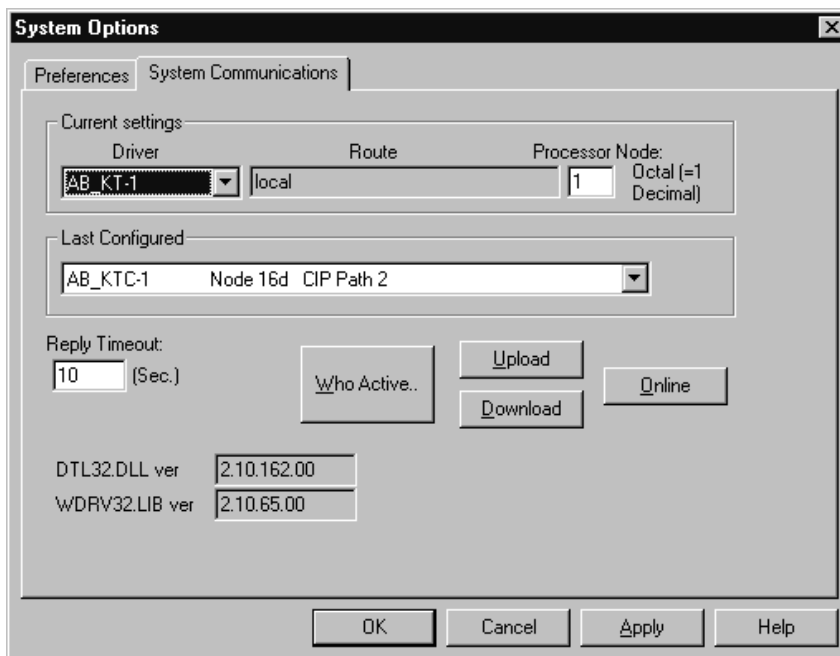 System Options
Preferences
System Communications
Current settings
Driver Route Processor Node:
AB_KT-1 local 1 Octal (=1
Decimal)
Last Configured
AB_KTC-1 Node 16d CIP Path 2
Reply Timeout:
10 (Sec.)
Who Active..
Upload
Download
Online
DTL32.DLL ver 2.10.162.00
WDRV32.LIB ver 2.10.65.00
OK Cancel Apply Help